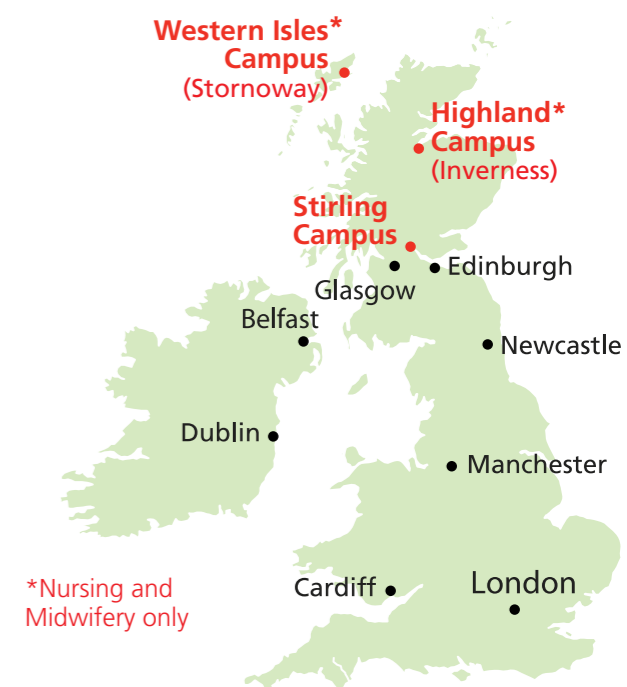 Western Isles*
Campus
(Stornoway)
Highland*
Campus
(Inverness)
Stirling
Campus
Edinburgh
Glasgow
Belfast
Newcastle
Dublin
Manchester
*Nursing and
Midwifery only
Cardiff
London